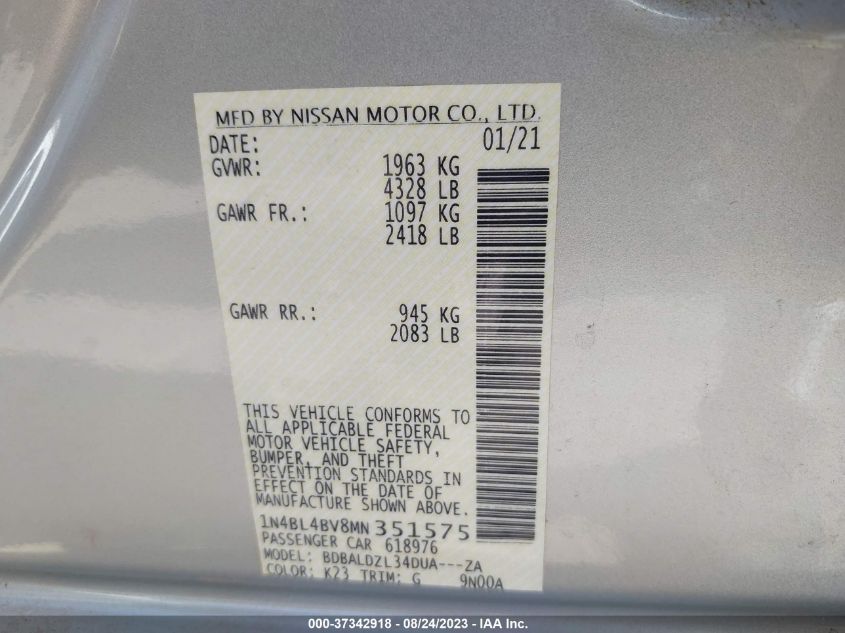 MFD BY NISSAN MOTOR CO., LTD.
DATE: 01/21
GVWR: 1963 KG
4328 LB
GAWR FR.: 1097 KG
2418 LB
GAWR RR.: 945 KG
2083 LB
THIS VEHICLE CONFORMS TO
ALL APPLICABLE FEDERAL
MOTOR VEHICLE SAFETY,
BUMPER, AND THEFT
PREVENTION STANDARDS IN
EFFECT ON THE DATE OF
MANUFACTURE SHOWN ABOVE.
1N4BL4BV8MN351575
PASSENGER CAR 618976
MODEL: BDBALDZL34DUA---ZA
COLOR: K23 TRIM: G 9N00A
000-37342918 - 08/24/2023 - IAA Inc.